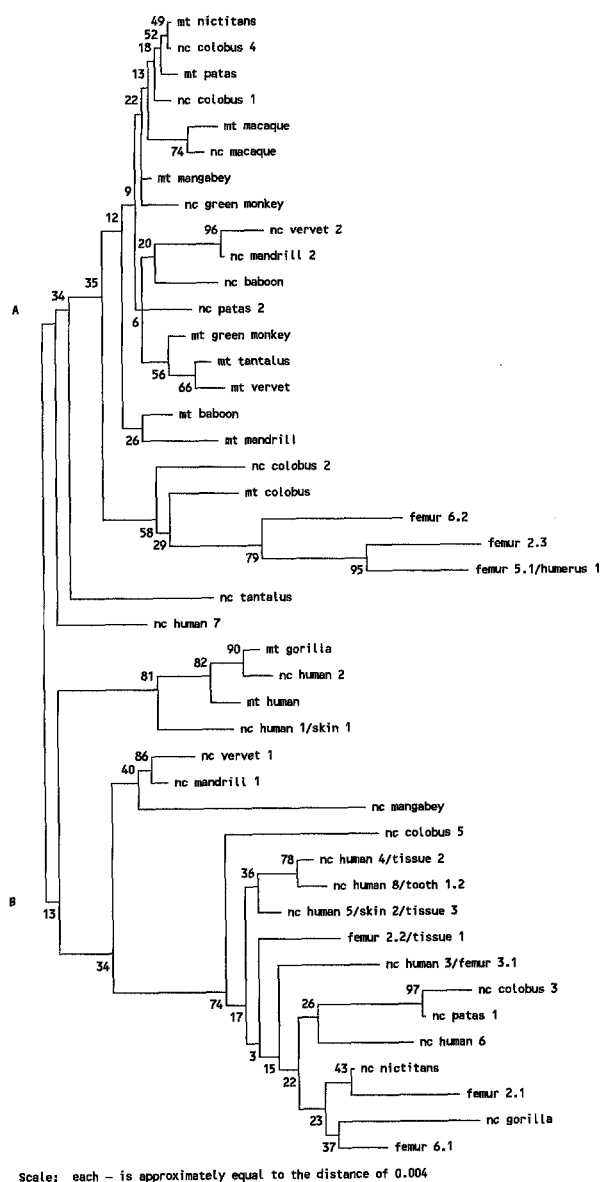 49 mt nictitans
52
18 nc colobus 4
13 mt patas
22 nc colobus 1
mt macaque
74 nc macaque
mt mangabey
9
nc green monkey
12
96 nc vervet 2
20
nc mandrill 2
35 nc baboon
34
A nc patas 2
6
mt green monkey
mt tantalus
56
66 mt vervet
mt baboon
26 mt mandrill
nc colobus 2
mt colobus
58
29 femur 6.2
79 femur 2.3
95 femur 5.1/humerus 1
nc tantalus
nc human 7
90 mt gorilla
82
81 nc human 2
mt human
nc human 1/skin 1
86 nc vervet 1
40
nc mandrill 1
nc mangabey
nc colobus 5
78 nc human 4/tissue 2
36
nc human 8/tooth 1.2
B
13 nc human 5/skin 2/tissue 3
femur 2.2/tissue 1
34
nc human 3/femur 3.1
97 nc colobus 3
74 26
17 nc patas 1
nc human 6
3
15
43 nc nictitans
22
femur 2.1
23 nc gorilla
37 femur 6.1
Scale: each — is approximately equal to the distance of 0.004